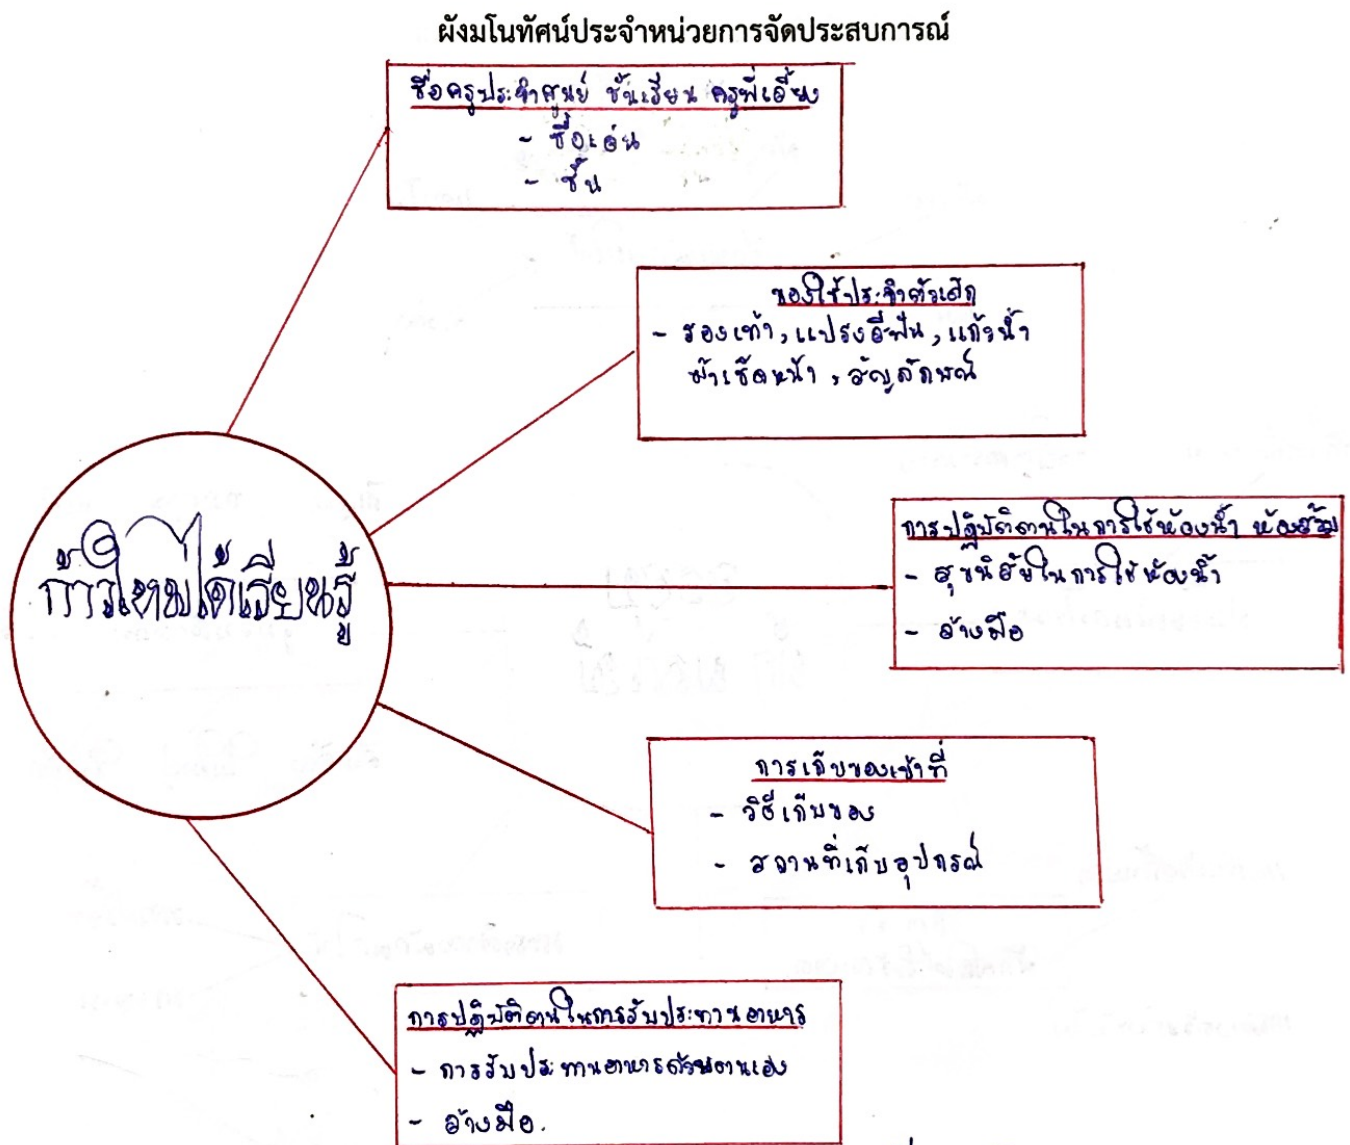 ผังมโนทัศน์ประจำหน่วยการจัดประสบการณ์
ชื่อครูประจำศูนย์ ชั้นเรียน ครูพี่เลี้ยง
- ชื่อเล่น
- ชั้น
ของใช้ประจำตัวเด็ก
- รองเท้า, แปรงสีฟัน, แก้วน้ำ
ผ้าเช็ดหน้า, สัญลักษณ์
ก้าวใหม่ได้เรียนรู้
การปฏิบัติตนในการใช้ห้องน้ำ ห้องส้วม
- สุขนิสัยในการใช้ห้องน้ำ
- ล้างมือ
การเก็บของเข้าที่
- วิธีเก็บของ
- สถานที่เก็บอุปกรณ์
การปฏิบัติตนในการรับประทานอาหาร
- การรับประทานอาหารด้วยตนเอง
- ล้างมือ.